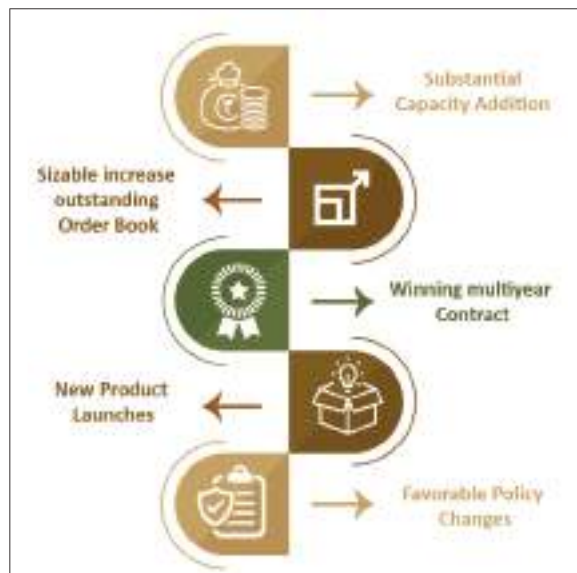 Substantial
Capacity Addition
Sizable increase
outstanding
Order Book
Winning multiyear
Contract
New Product
Launches
Favorable Policy
Changes